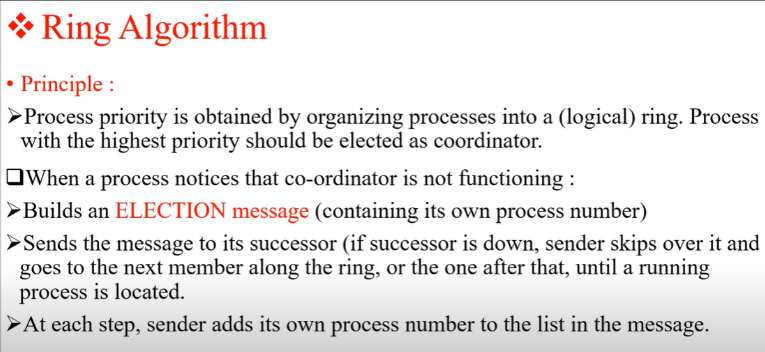 ❖ Ring Algorithm
• Principle :
➢Process priority is obtained by organizing processes into a (logical) ring. Process
with the highest priority should be elected as coordinator.
❑When a process notices that co-ordinator is not functioning :
➢Builds an ELECTION message (containing its own process number)
➢Sends the message to its successor (if successor is down, sender skips over it and
goes to the next member along the ring, or the one after that, until a running
process is located.
➢At each step, sender adds its own process number to the list in the message.